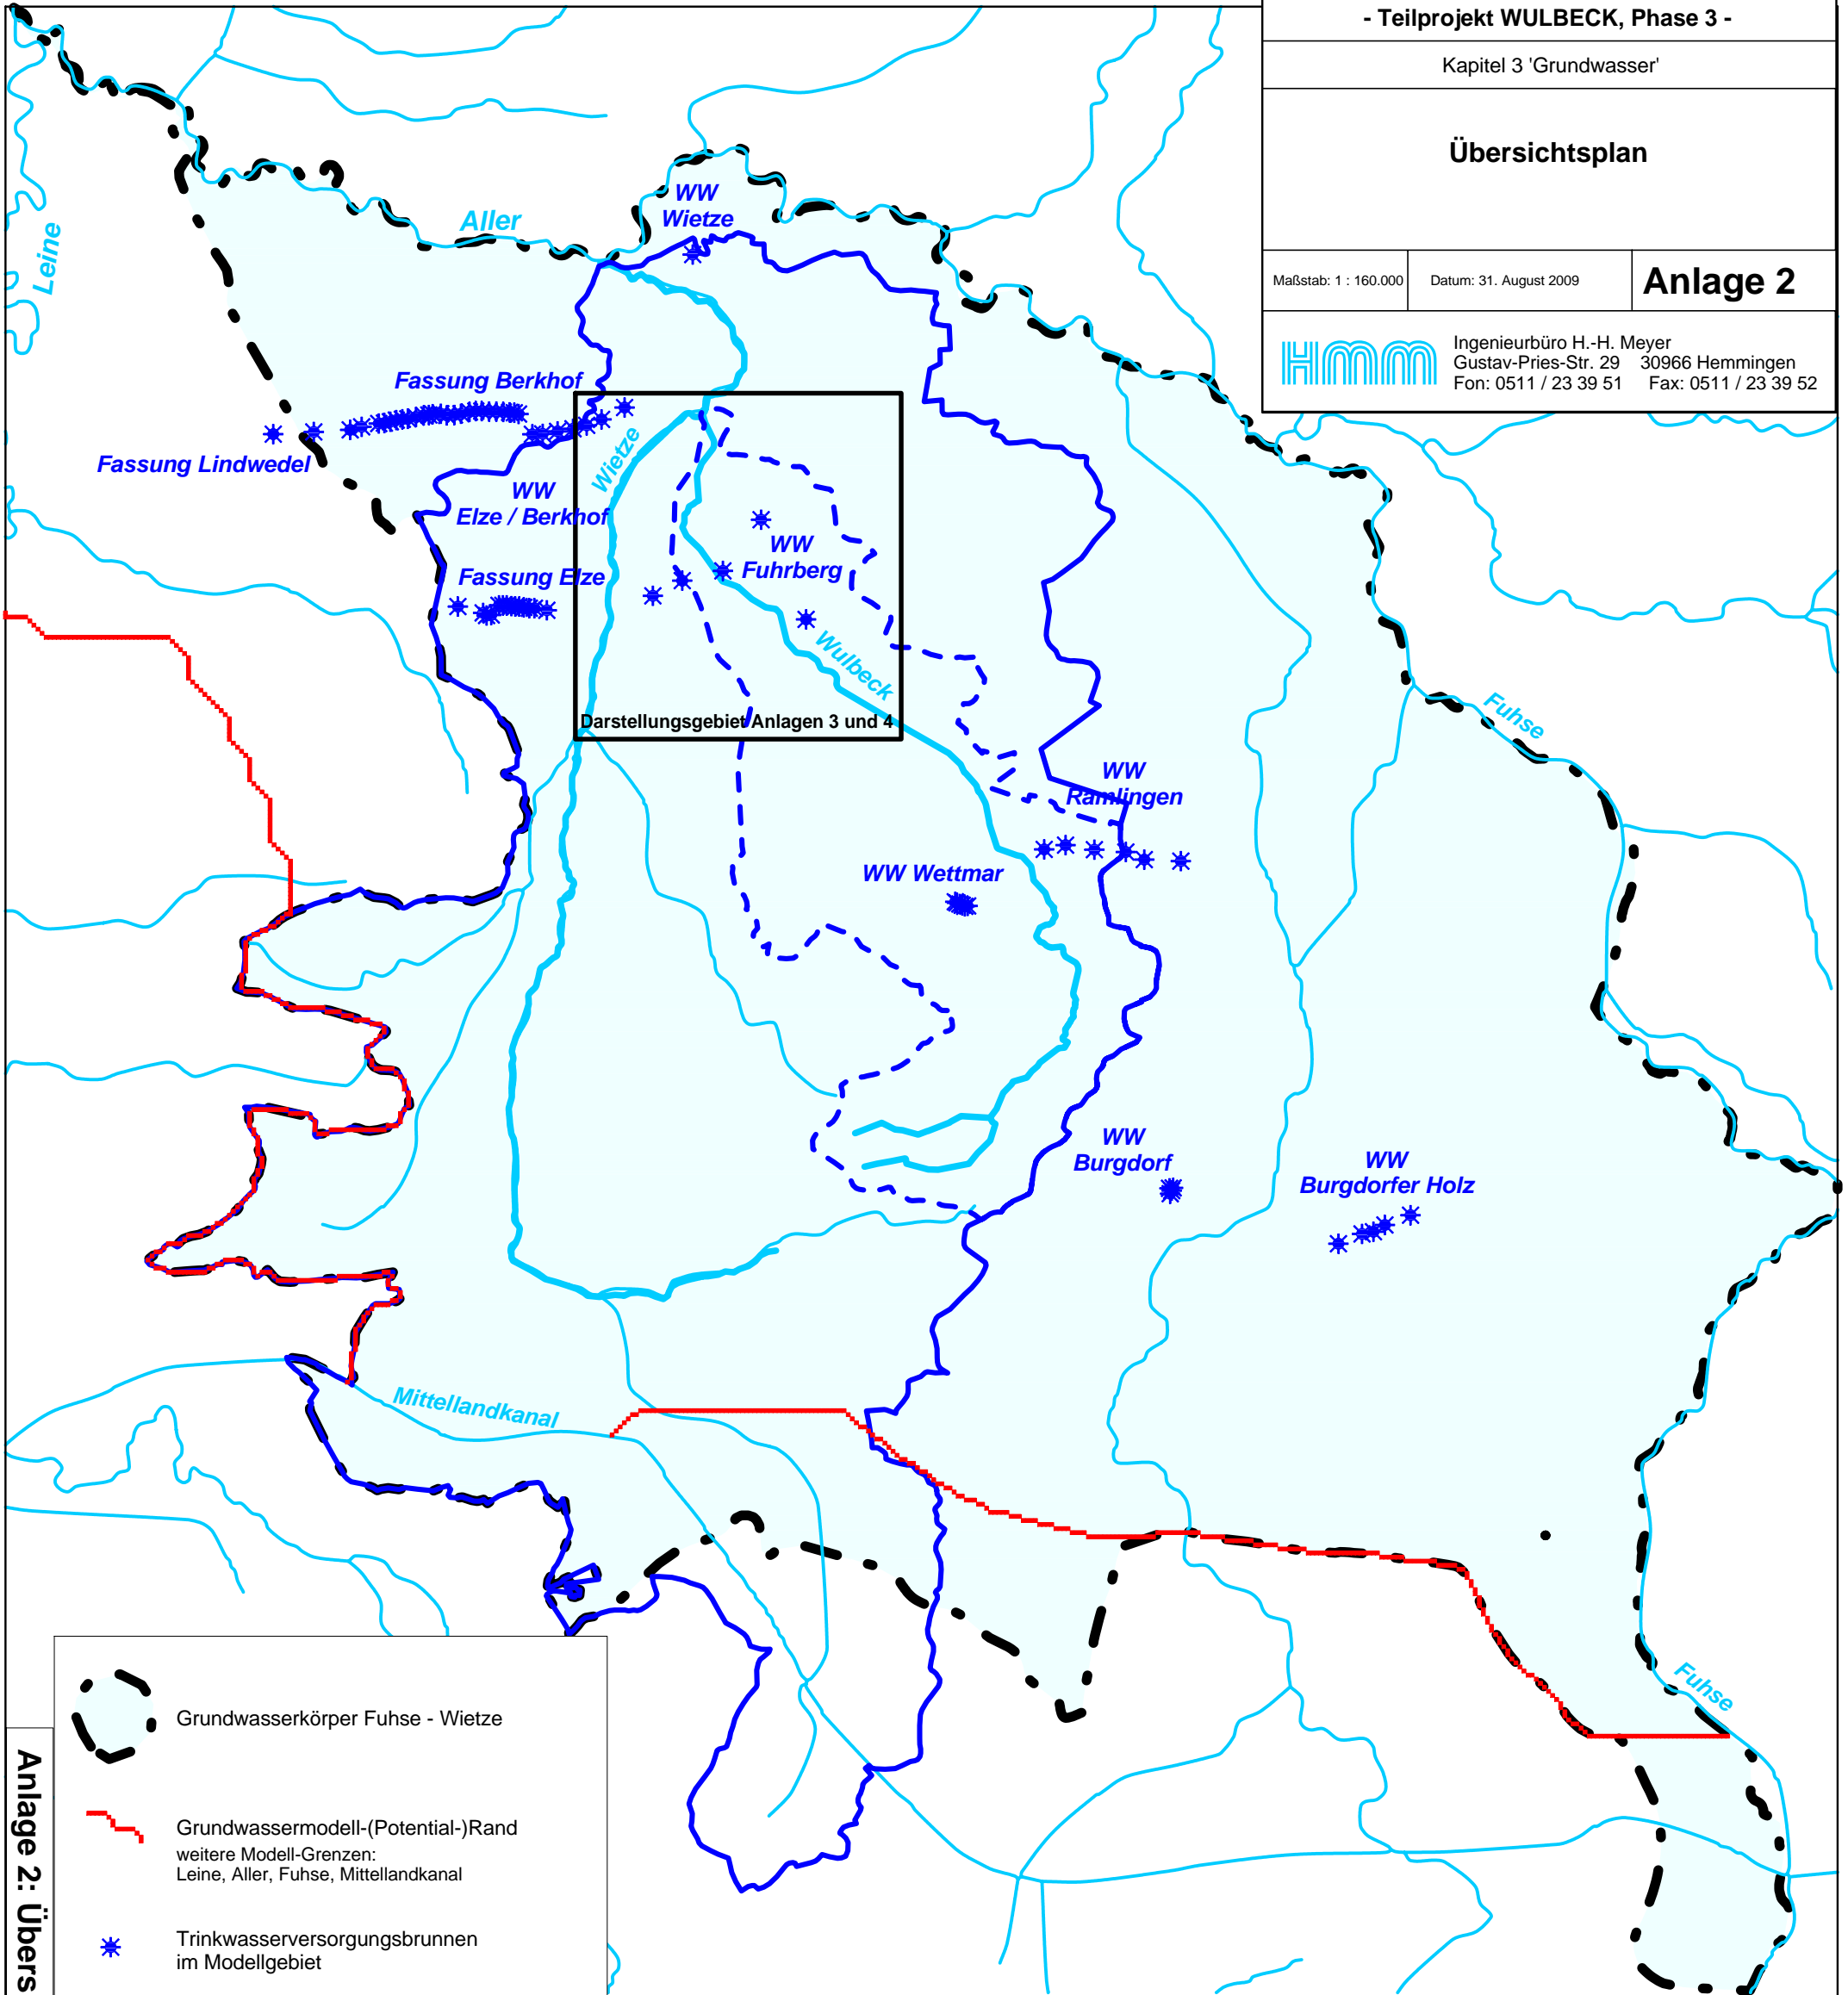 - Teilprojekt WULBECK, Phase 3 -
Kapitel 3 'Grundwasser'
Übersichtsplan
Maßstab: 1 : 160.000
Datum: 31. August 2009
Anlage 2
HMM
Ingenieurbüro H.-H. Meyer
Gustav-Pries-Str. 29 30966 Hemmingen
Fon: 0511 / 23 39 51 Fax: 0511 / 23 39 52
Leine
Aller
WW
Wietze
Fassung Berkhof
Fassung Lindwedel
Wietze
WW
Elze / Berkhof
WW
Fuhrberg
Fassung Elze
Wulbeck
Darstellungsgebiet Anlagen 3 und 4
Fuhse
WW
Ramlingen
WW Wettmar
WW
Burgdorf
WW
Burgdorfer Holz
Mittellandkanal
Fuhse
Grundwasserkörper Fuhse - Wietze
Grundwassermodell-(Potential-)Rand
weitere Modell-Grenzen:
Leine, Aller, Fuhse, Mittellandkanal
Trinkwasserversorgungsbrunnen
im Modellgebiet
Anlage 2: Übers